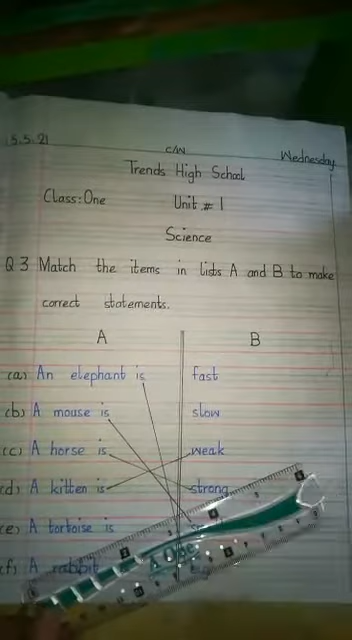 5.5.21 C/W Wednesday
Trends High School
Class:One Unit # 1
Science
Q 3 Match the items in lists A and B to make
correct statements.
A B
(a) An elephant is fast
(b) A mouse is slow
(c) A horse is weak
(d) A kitten is strong
(e) A tortoise is
(f) A rabbit